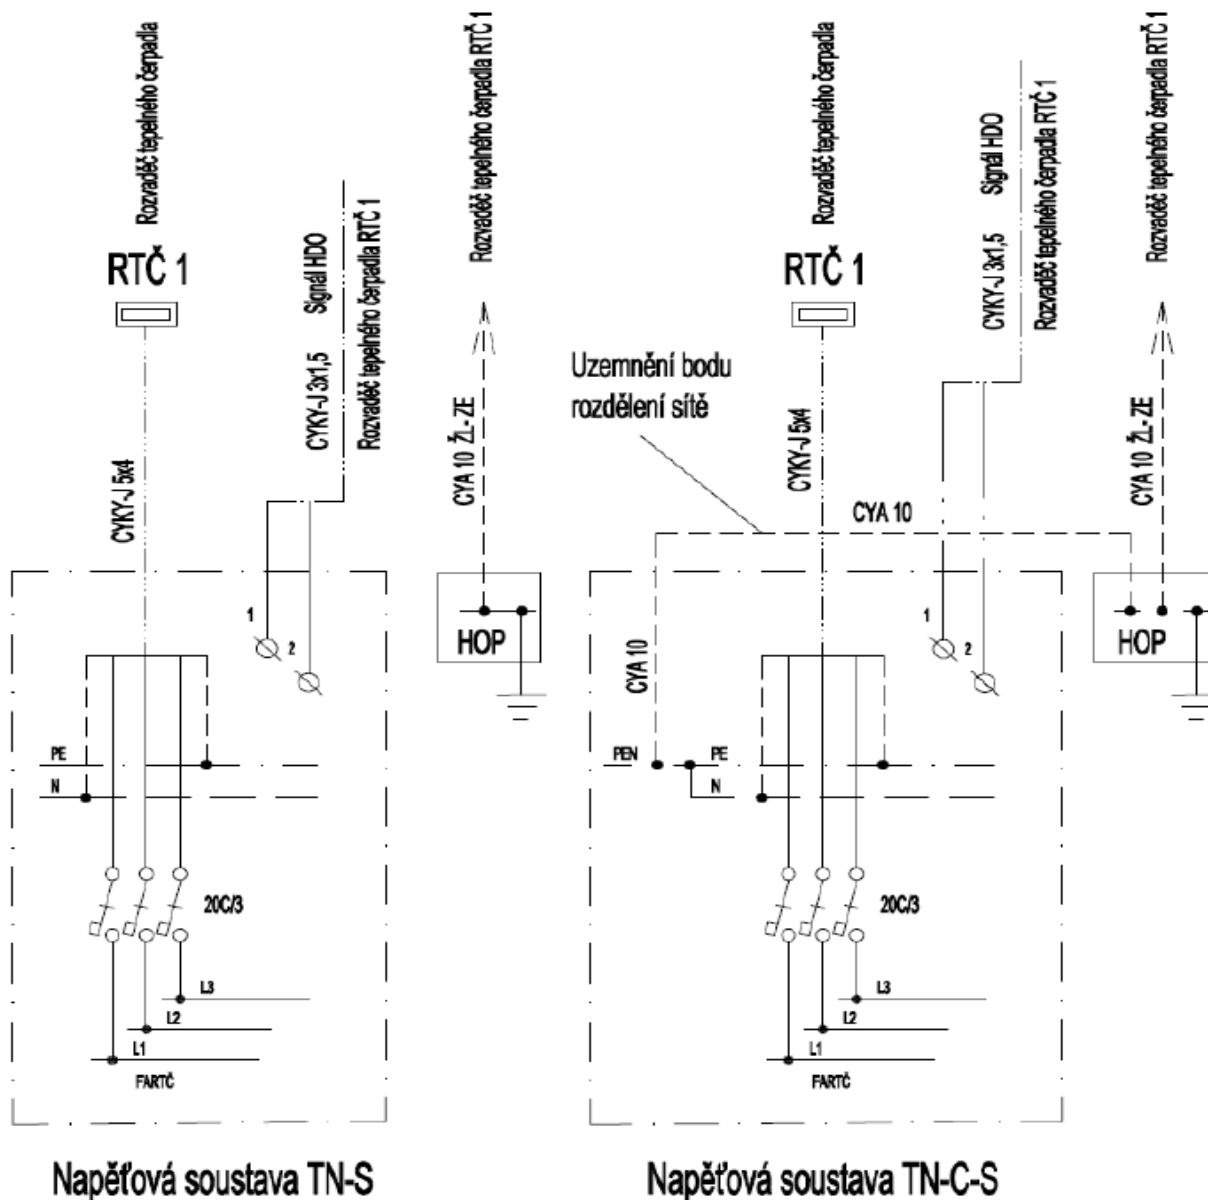 Rozvaděč tepelného čerpadla
RTČ 1
CYKY-J 5x4
CYKY-J 3x1,5 Signál HDO
Rozvaděč tepelného čerpadla RTČ 1
Rozvaděč tepelného čerpadla RTČ 1
CYA 10 ŽL- ZE
1
2
HOP
PE
N
20C/3
L3
L2
L1
FARTČ
Napěťová soustava TN-S
Rozvaděč tepelného čerpadla
RTČ 1
Uzemnění bodu
rozdělení sítě
CYKY-J 5x4
CYKY-J 3x1,5 Signál HDO
Rozvaděč tepelného čerpadla RTČ 1
Rozvaděč tepelného čerpadla RTČ 1
CYA 10 ŽL- ZE
CYA 10
CYA 10
1
2
HOP
PEN
PE
N
20C/3
L3
L2
L1
FARTČ
Napěťová soustava TN-C-S